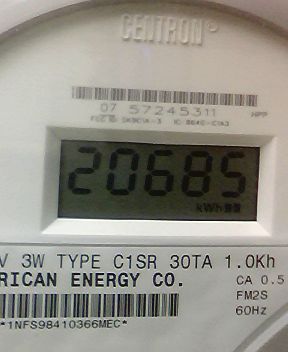 CENTRON®
07 57245311 HPP
20685
kWh
V 3W TYPE C1SR 30TA 1.0Kh
RICAN ENERGY CO.
CA 0.5
FM2S
60Hz
*1NFS98410366MEC*